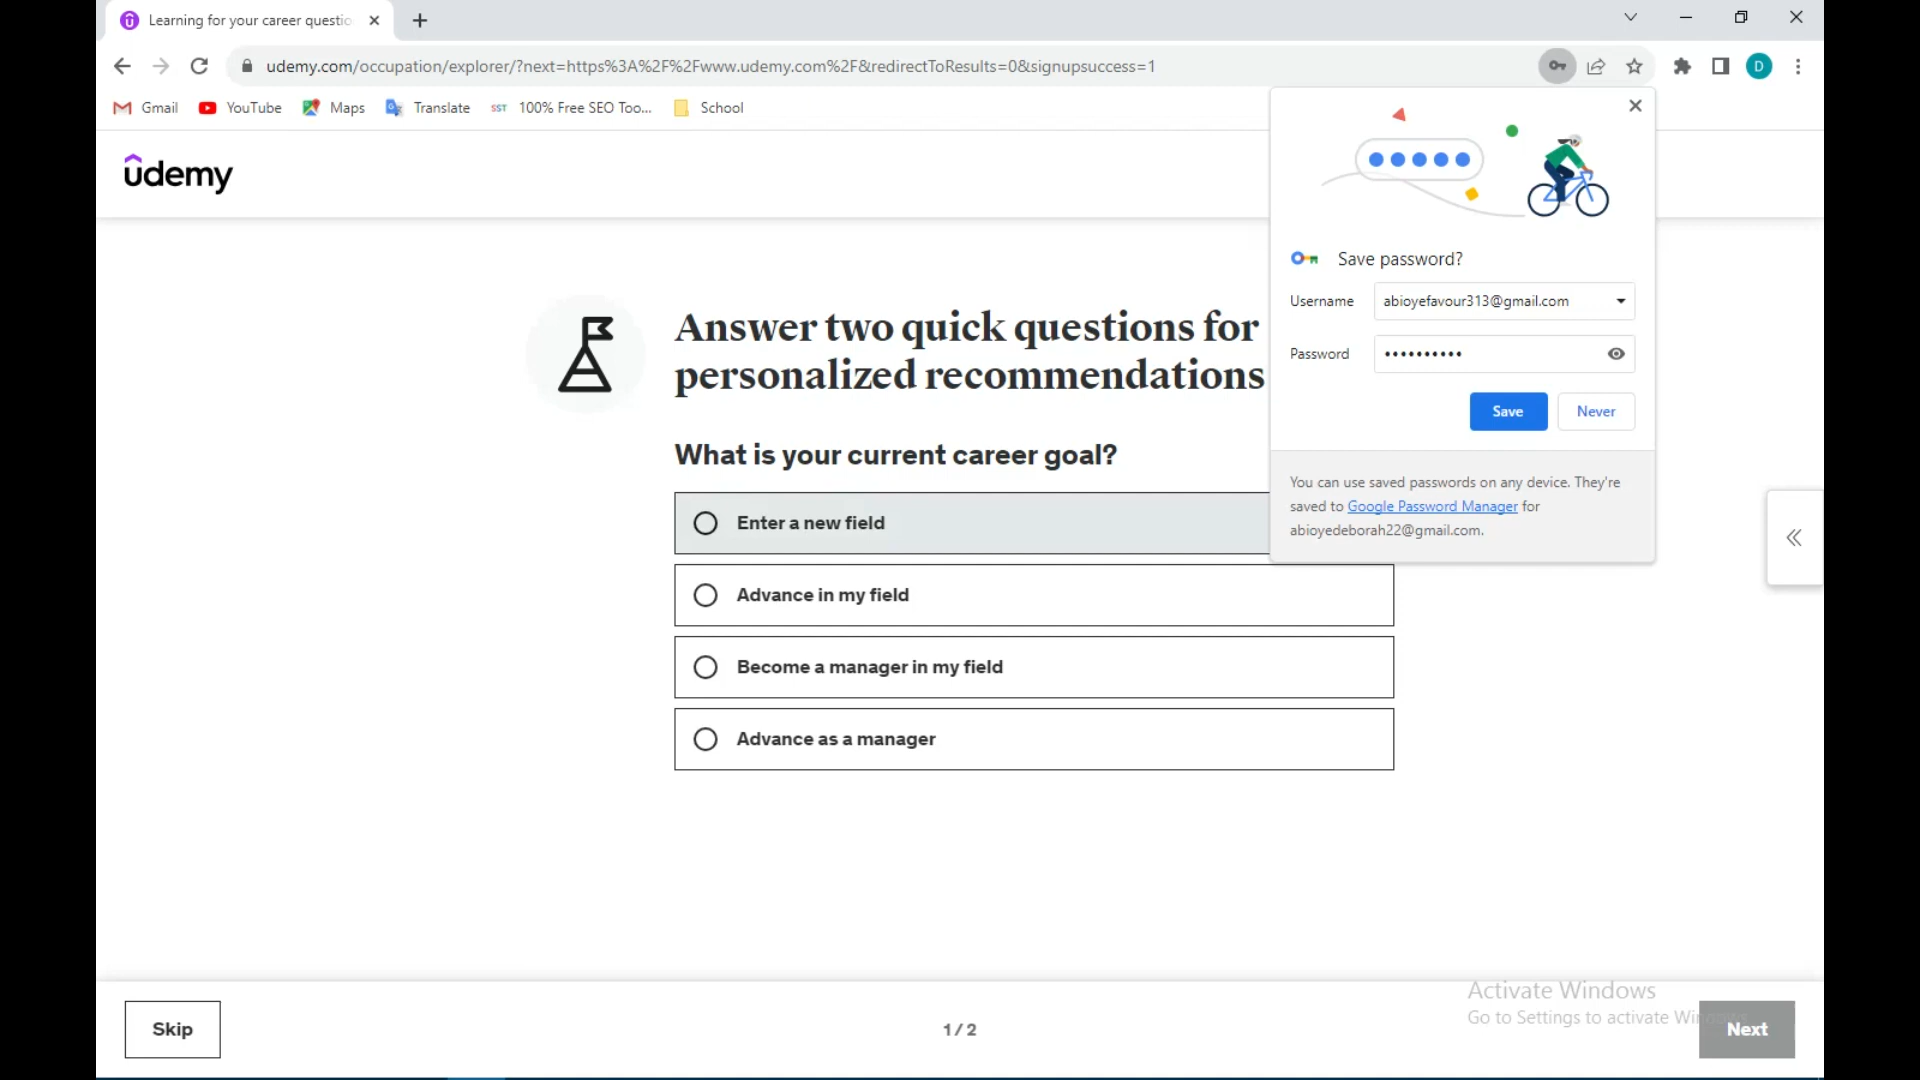 Learning for your career questio
udemy.com/occupation/explorer/?next=https%3A%2F%2Fwww.udemy.com%2F&redirectToResults=0&signupsuccess=1
D
Gmail YouTube Maps Translate SST 100% Free SEO Too... School
ûdemy
Save password?
Username abioyefavour313@gmail.com
Password ••••••••••
Save Never
You can use saved passwords on any device. They're
saved to Google Password Manager for
abioyedeborah22@gmail.com.
Answer two quick questions for
personalized recommendations
What is your current career goal?
Enter a new field
Advance in my field
Become a manager in my field
Advance as a manager
Activate Windows
Go to Settings to activate Windows
Skip 1 / 2 Next